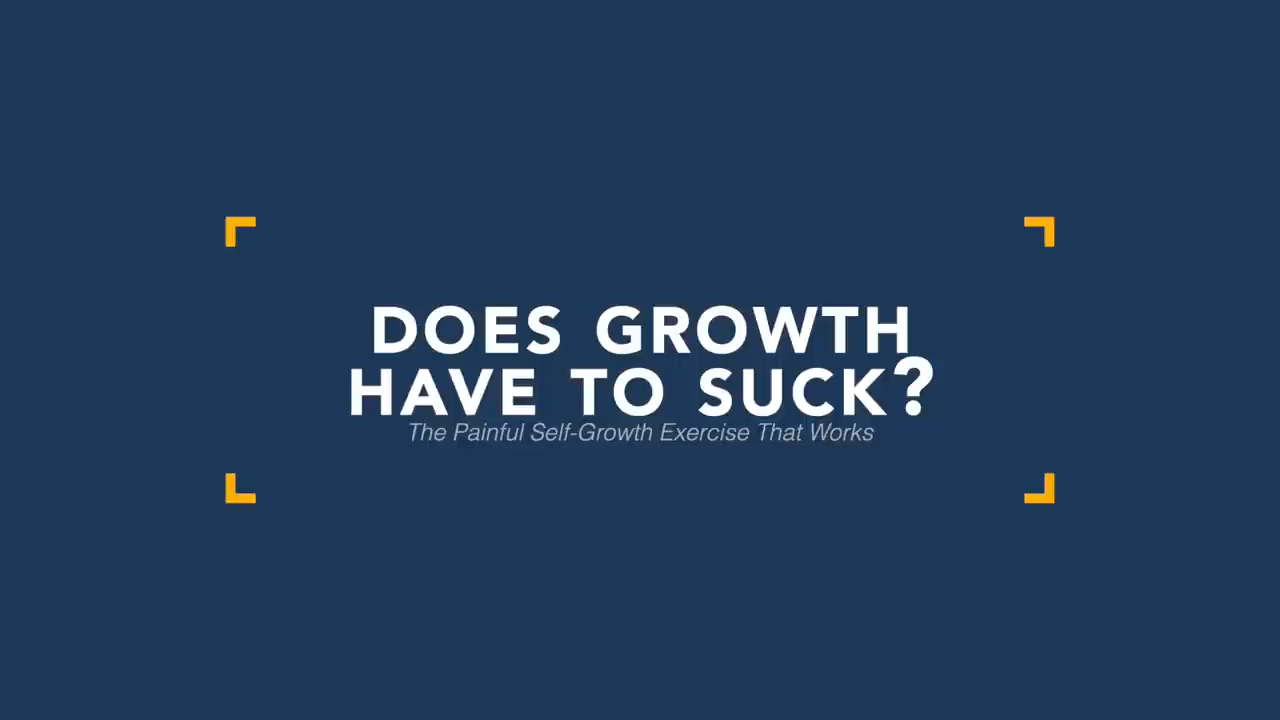 DOES GROWTH
HAVE TO SUCK?
The Painful Self-Growth Exercise That Works